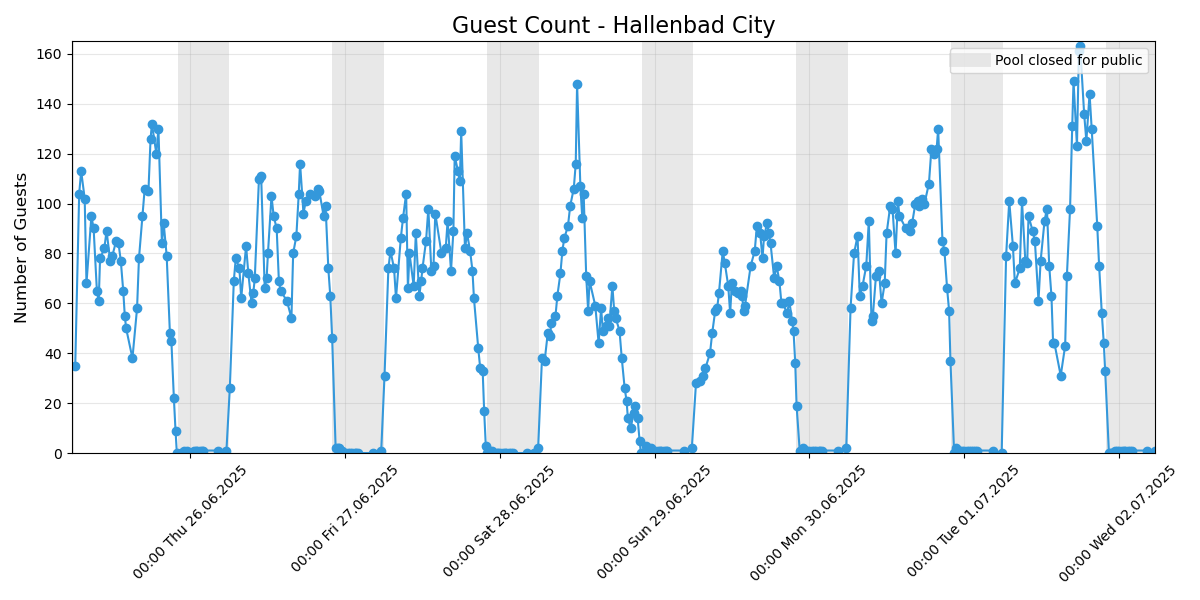 Guest Count - Hallenbad City
Pool closed for public
Number of Guests
160
140
120
100
80
60
40
20
0
00:00 Thu 26.06.2025
00:00 Fri 27.06.2025
00:00 Sat 28.06.2025
00:00 Sun 29.06.2025
00:00 Mon 30.06.2025
00:00 Tue 01.07.2025
00:00 Wed 02.07.2025